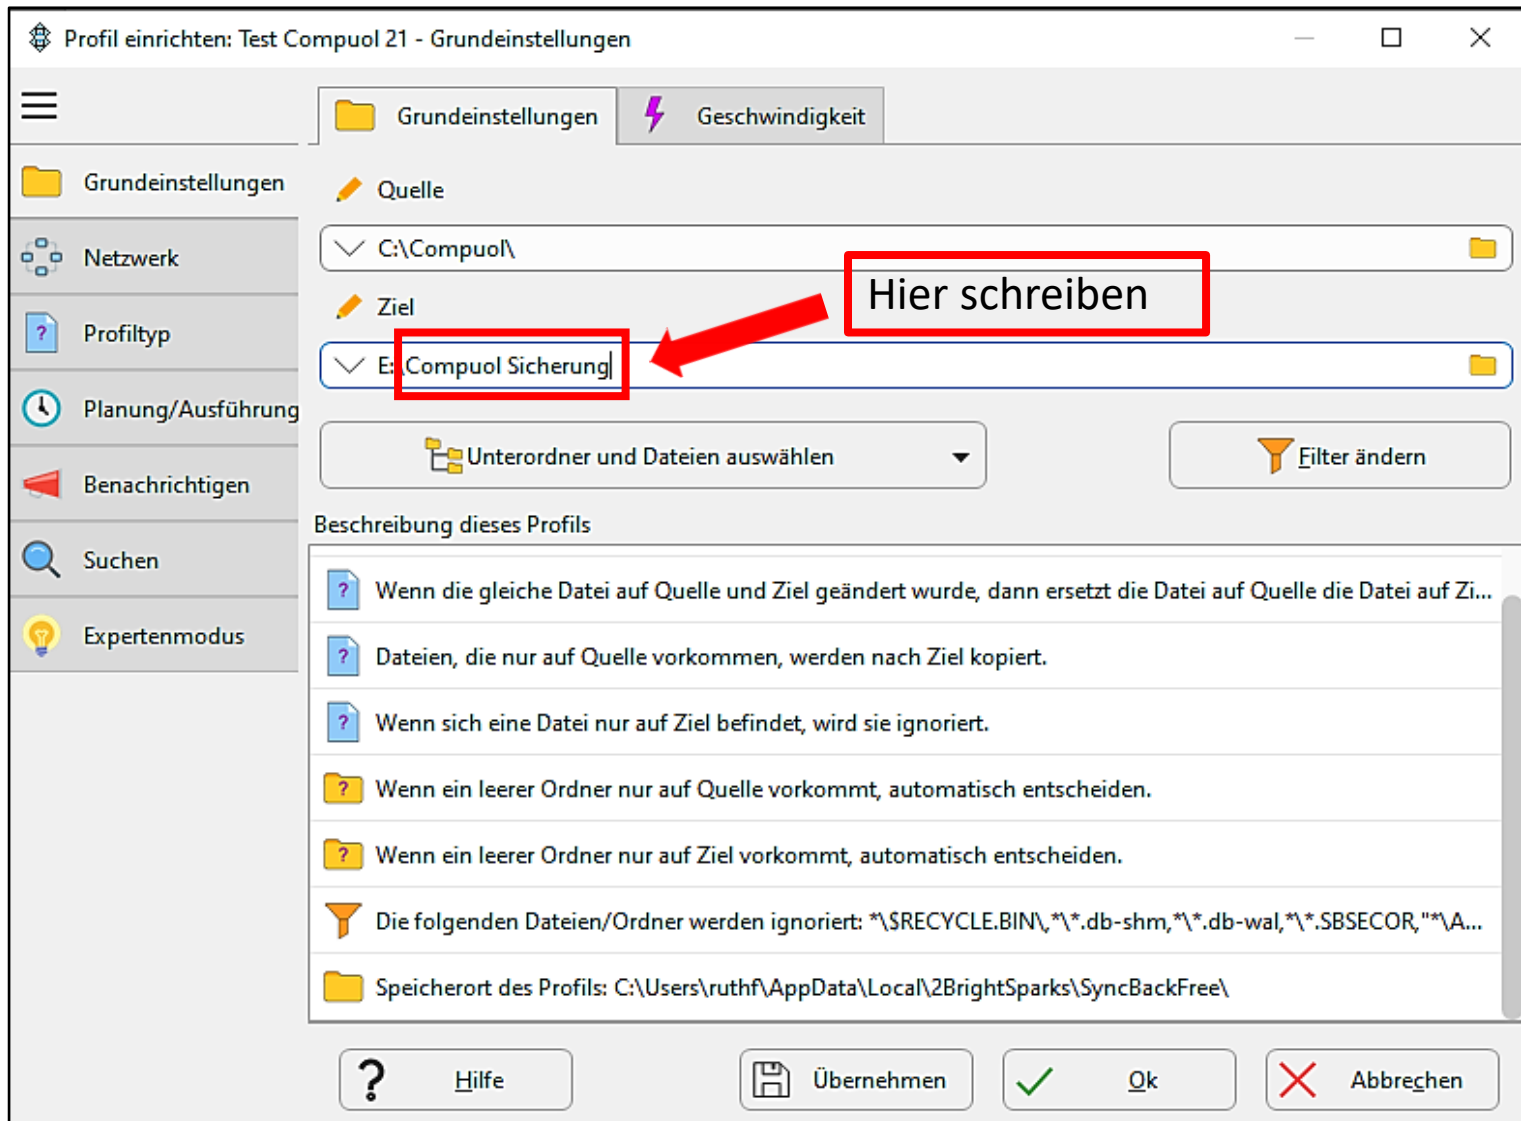 Profil einrichten: Test Compuol 21 - Grundeinstellungen
Grundeinstellungen
Geschwindigkeit
Grundeinstellungen
Netzwerk
Profiltyp
Planung/Ausführung
Benachrichtigen
Suchen
Expertenmodus
Quelle
C:\Compuol\
Hier schreiben
Ziel
E:\Compuol Sicherung
Unterordner und Dateien auswählen
Filter ändern
Beschreibung dieses Profils
Wenn die gleiche Datei auf Quelle und Ziel geändert wurde, dann ersetzt die Datei auf Quelle die Datei auf Zi...
Dateien, die nur auf Quelle vorkommen, werden nach Ziel kopiert.
Wenn sich eine Datei nur auf Ziel befindet, wird sie ignoriert.
Wenn ein leerer Ordner nur auf Quelle vorkommt, automatisch entscheiden.
Wenn ein leerer Ordner nur auf Ziel vorkommt, automatisch entscheiden.
Die folgenden Dateien/Ordner werden ignoriert: *\$RECYCLE.BIN\,*\*.db-shm,*\*.db-wal,*\*.SBSECOR,"*\A...
Speicherort des Profils: C:\Users\ruthf\AppData\Local\2BrightSparks\SyncBackFree\
Hilfe
Übernehmen
Ok
Abbrechen